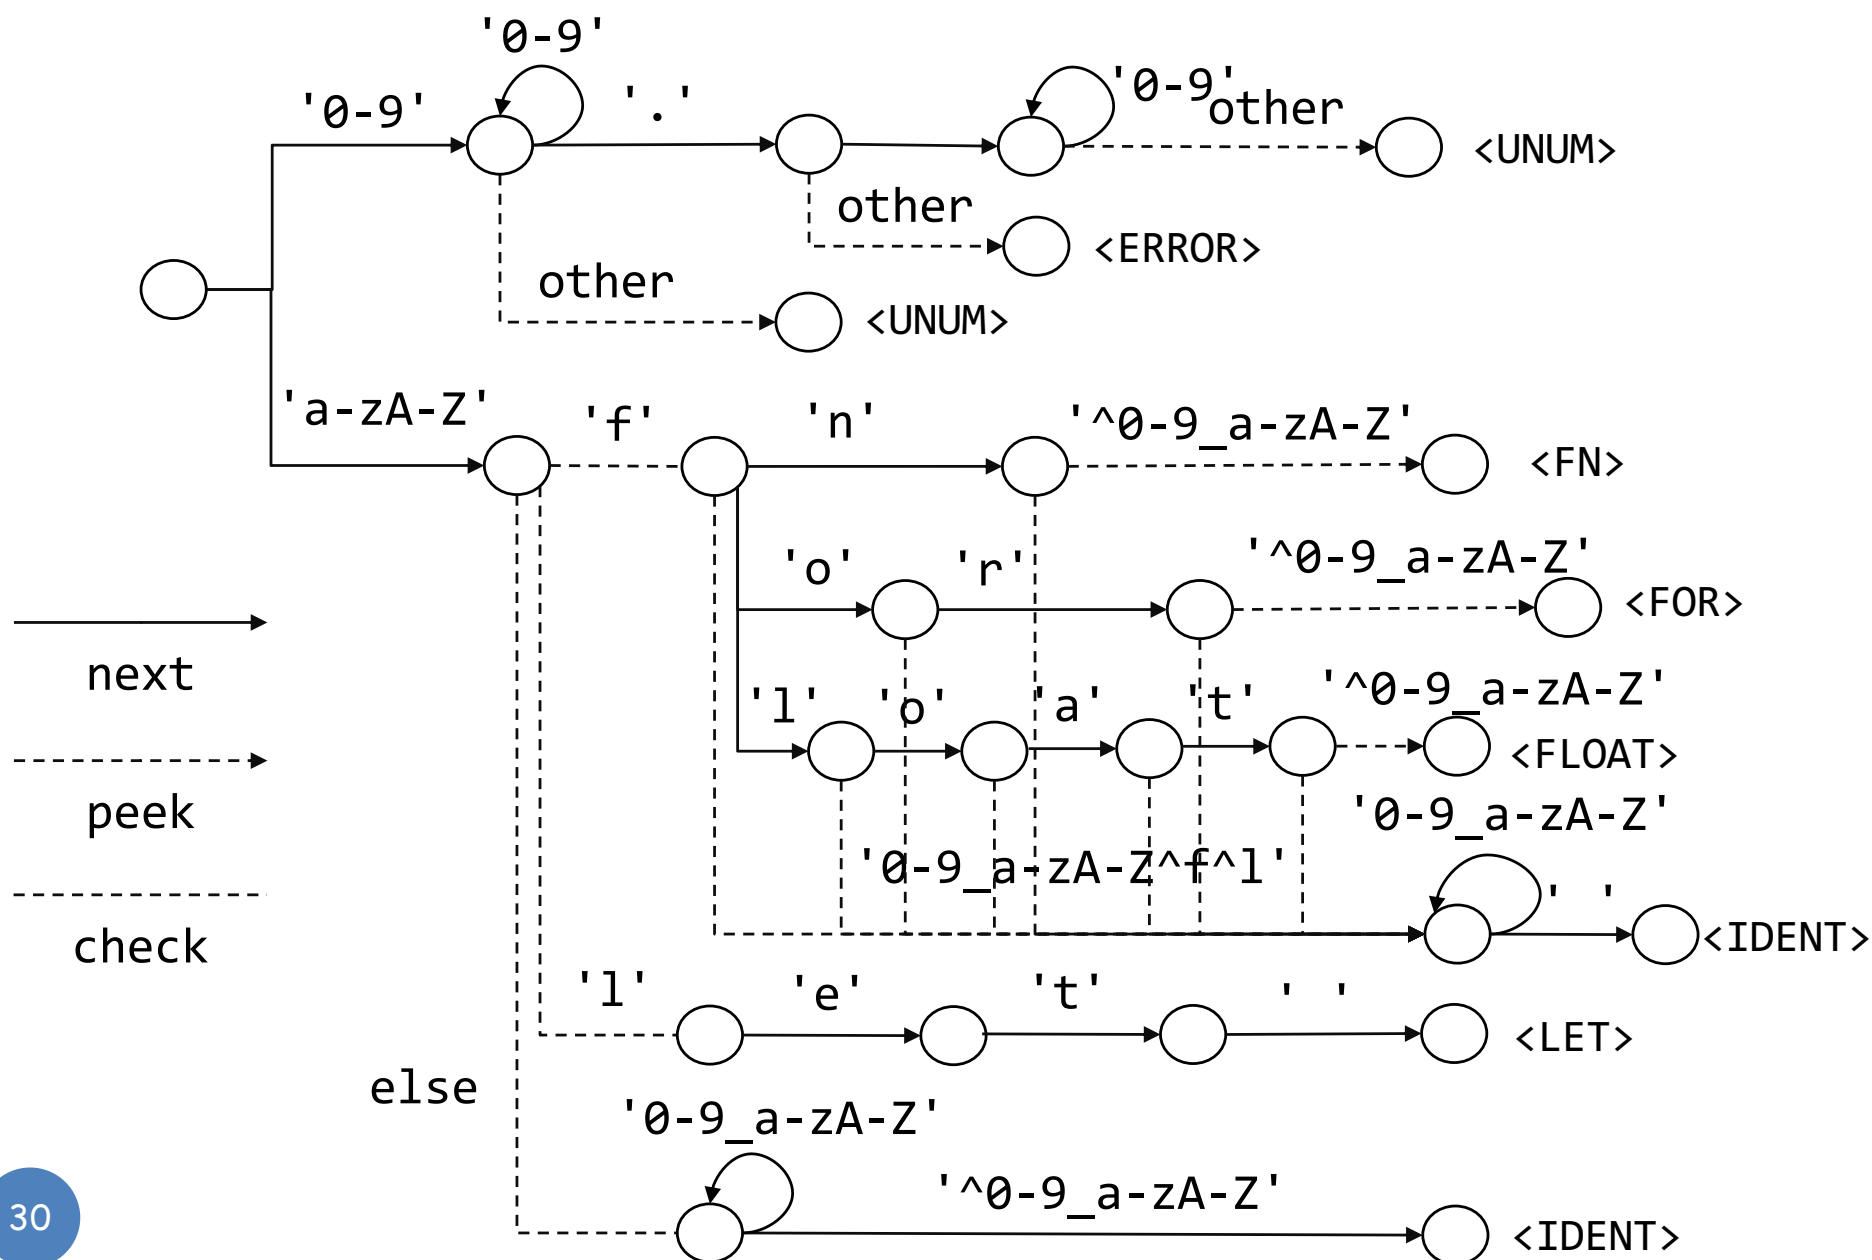 '0-9'
'0-9' '.' '0-9' other <UNUM>
other <ERROR>
other <UNUM>
'a-zA-Z' 'f' 'n' '^0-9_a-zA-Z' <FN>
'o' 'r' '^0-9_a-zA-Z' <FOR>
next
'l' 'o' 'a' 't' '^0-9_a-zA-Z' <FLOAT>
peek
'0-9_a-zA-Z'
'0-9_a-zA-Z^f^l'
' ' <IDENT>
check
'l' 'e' 't' ' ' <LET>
else
'0-9_a-zA-Z'
'^0-9_a-zA-Z' <IDENT>
30